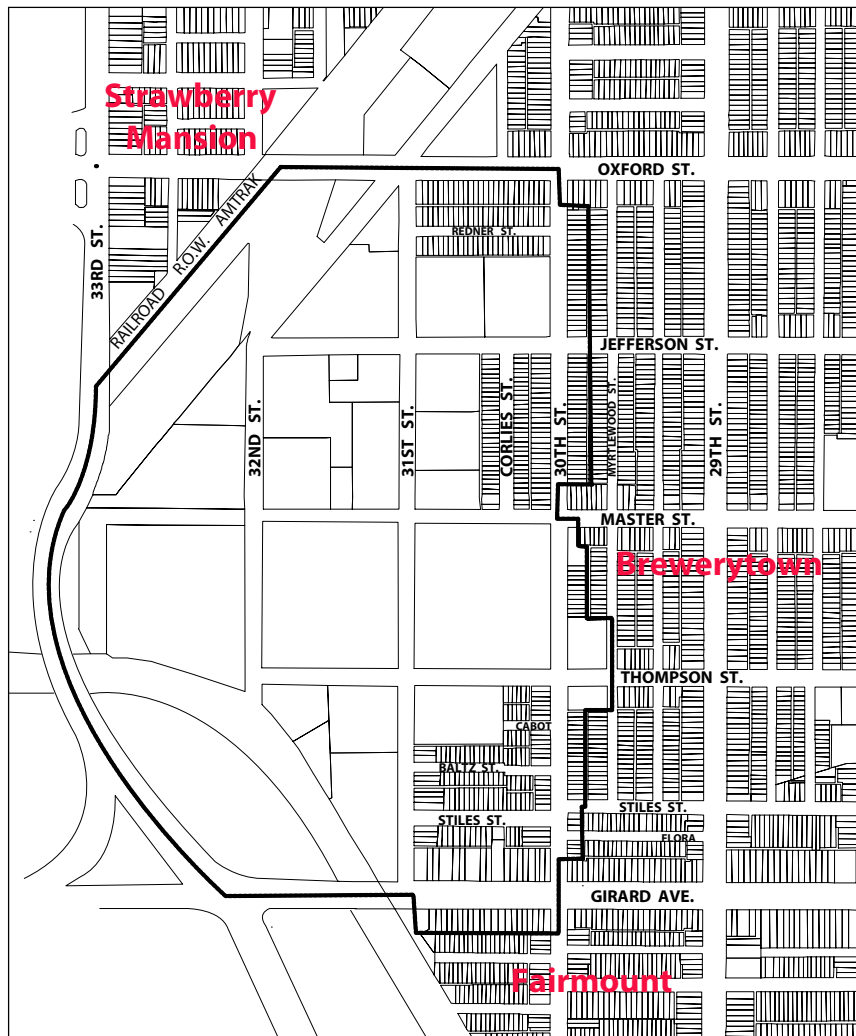 Strawberry
Mansion
OXFORD ST.
RAILROAD R.O.W. AMTRAK
33RD ST.
REDNER ST.
JEFFERSON ST.
32ND ST.
31ST ST.
CORLIES ST.
30TH ST.
MYRTLEWOOD ST.
29TH ST.
MASTER ST.
Brewerytown
THOMPSON ST.
CABOT
BALTZ ST.
STILES ST.
STILES ST.
FLORA
GIRARD AVE.
Fairmount